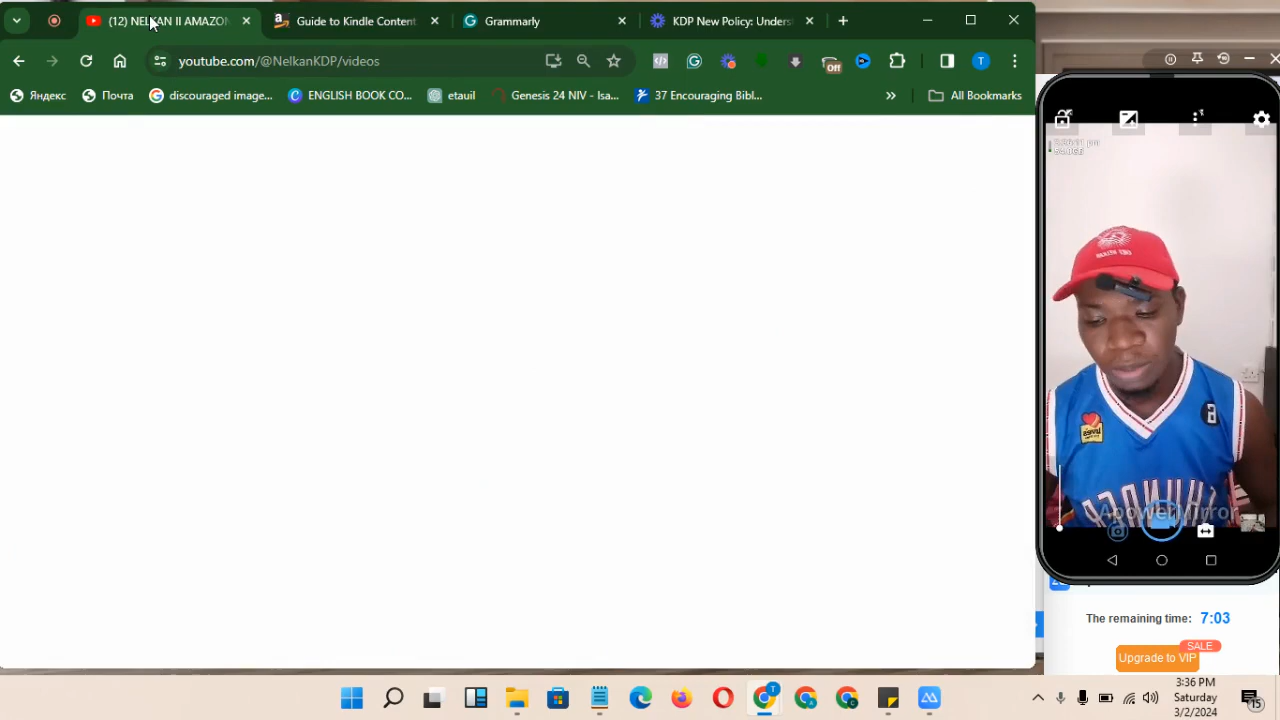 (12) NELKAN II AMAZON
Guide to Kindle Content
Grammarly
KDP New Policy: Unders
youtube.com/@NelkanKDP/videos
Off
T
Яндекс
Почта
discouraged image...
ENGLISH BOOK CO...
etauil
Genesis 24 NIV - Isa...
37 Encouraging Bibl...
»
All Bookmarks
ApowerMirror
The remaining time: 7:03
SALE
Upgrade to VIP
3:36 PM
Saturday
3/2/2024
15